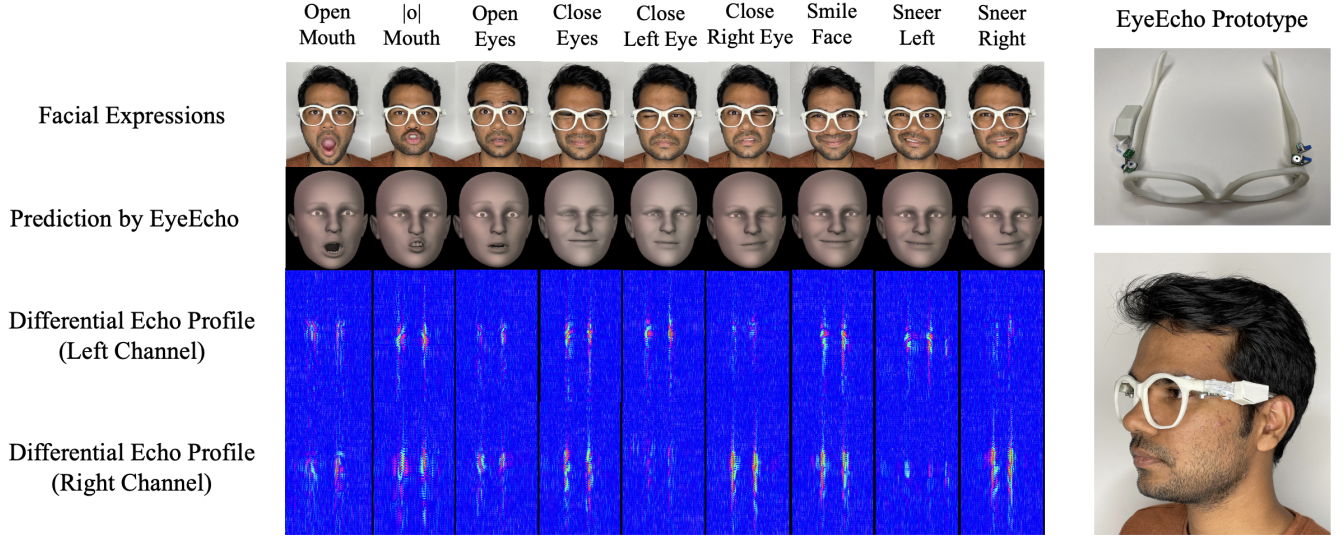 Open Mouth
|o| Mouth
Open Eyes
Close Eyes
Close Left Eye
Close Right Eye
Smile Face
Sneer Left
Sneer Right
EyeEcho Prototype
Facial Expressions
Prediction by EyeEcho
Differential Echo Profile
(Left Channel)
Differential Echo Profile
(Right Channel)